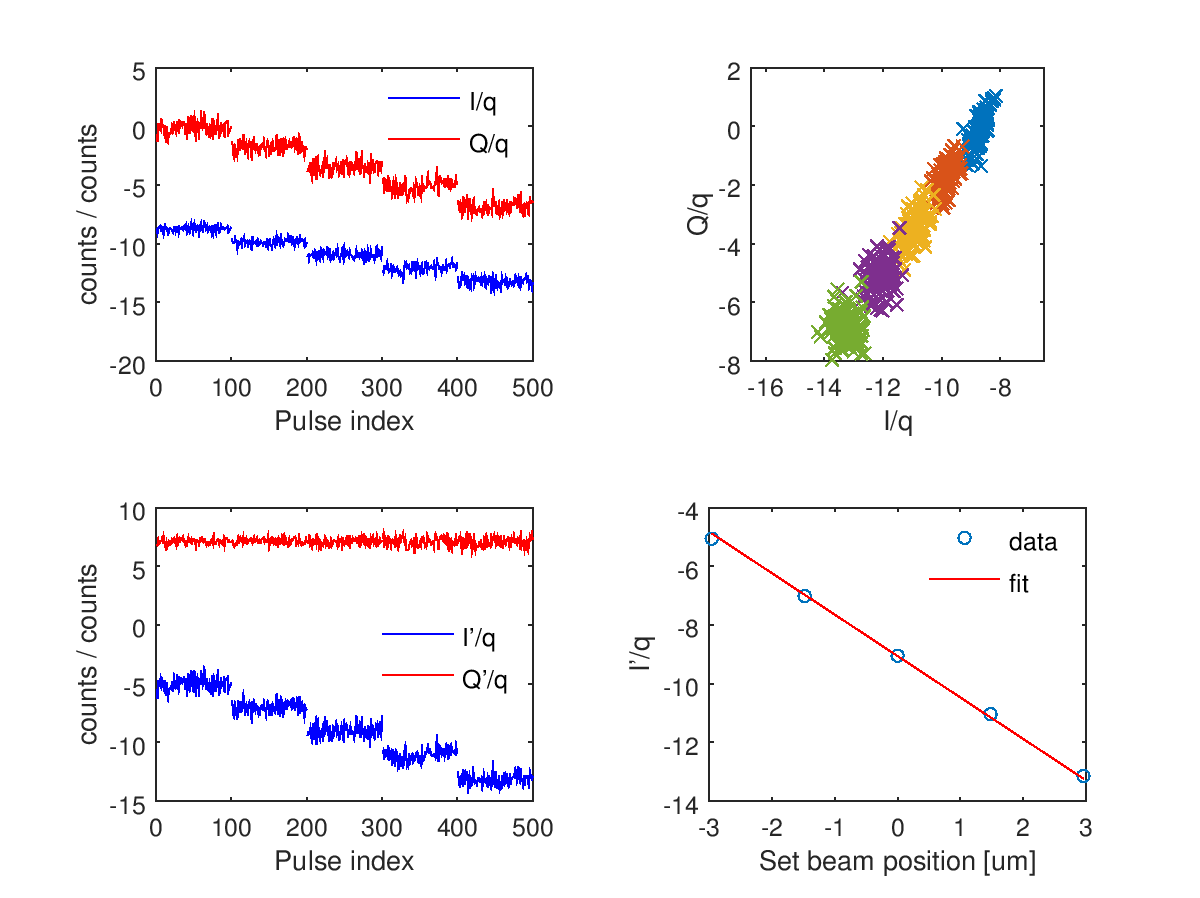 5
0
-5
-10
-15
-20
counts / counts
I/q
Q/q
0 100 200 300 400 500
Pulse index
2
0
-2
-4
-6
-8
Q/q
-16 -14 -12 -10 -8
I/q
10
5
0
-5
-10
-15
counts / counts
I'/q
Q'/q
0 100 200 300 400 500
Pulse index
-4
-6
-8
-10
-12
-14
I'/q
data
fit
-3 -2 -1 0 1 2 3
Set beam position [um]